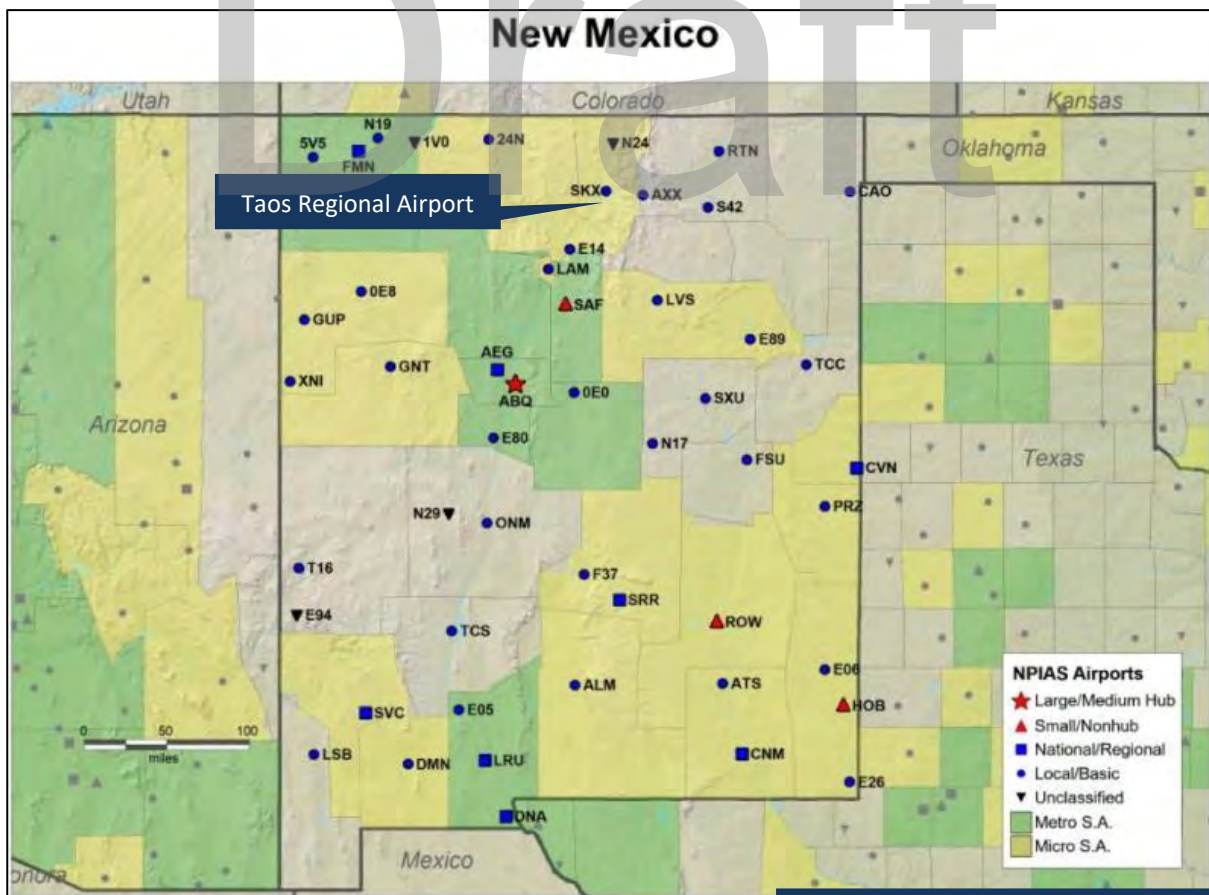 Draft
New Mexico
Utah
Colorado
Kansas
5V5
N19
1V0
24N
N24
RTN
Oklahoma
FMN
Taos Regional Airport
SKX
AXX
S42
CAO
E14
LAM
0E8
SAF
LVS
GUP
AEG
E89
XNI
GNT
ABQ
0E0
SXU
TCC
Arizona
E80
N17
FSU
CVN
Texas
N29
ONM
PRZ
T16
F37
SRR
E94
TCS
ROW
ALM
ATS
E06
SVC
E05
HOB
0
50
100
miles
LSB
DMN
LRU
CNM
E26
DNA
Mexico
onora
NPIAS Airports
Large/Medium Hub
Small/Nonhub
National/Regional
Local/Basic
Unclassified
Metro S.A.
Micro S.A.